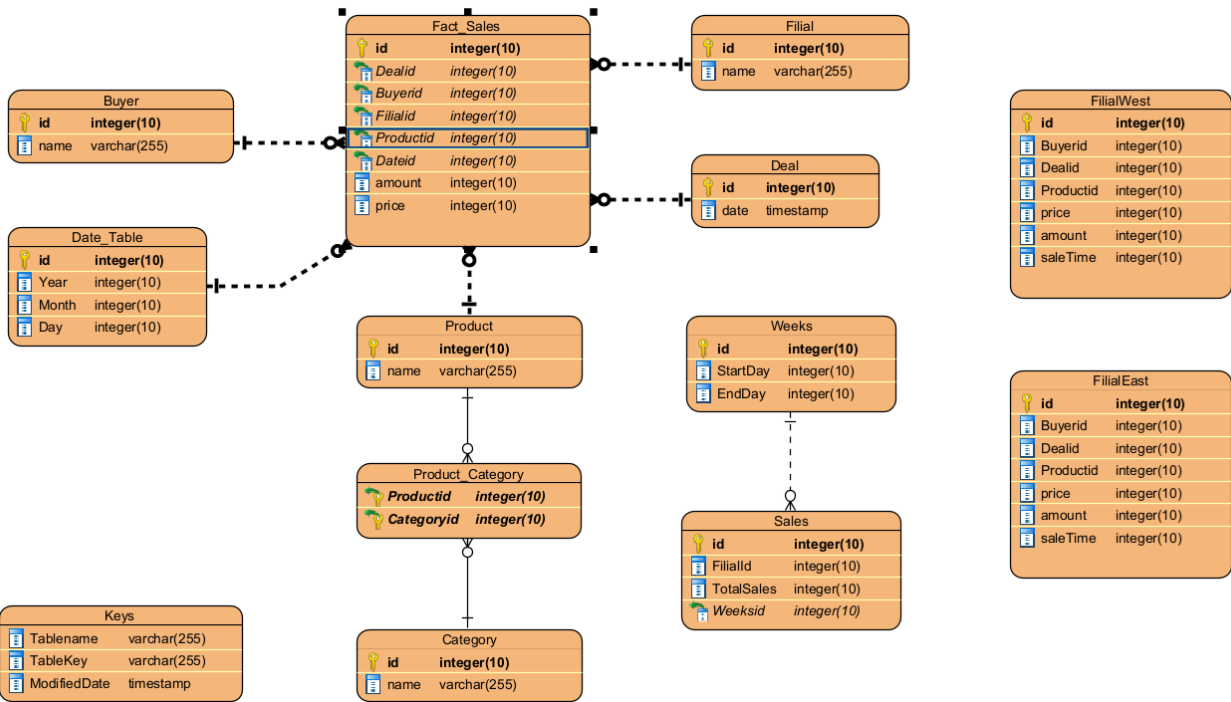 Fact_Sales
id integer(10)
Dealid integer(10)
Buyerid integer(10)
Filialid integer(10)
Productid integer(10)
Dateid integer(10)
amount integer(10)
price integer(10)
Filial
id integer(10)
name varchar(255)
Buyer
id integer(10)
name varchar(255)
FilialWest
id integer(10)
Buyerid integer(10)
Dealid integer(10)
Productid integer(10)
price integer(10)
amount integer(10)
saleTime integer(10)
Deal
id integer(10)
date timestamp
Date_Table
id integer(10)
Year integer(10)
Month integer(10)
Day integer(10)
Product
id integer(10)
name varchar(255)
Weeks
id integer(10)
StartDay integer(10)
EndDay integer(10)
FilialEast
id integer(10)
Buyerid integer(10)
Dealid integer(10)
Productid integer(10)
price integer(10)
amount integer(10)
saleTime integer(10)
Product_Category
Productid integer(10)
Categoryid integer(10)
Sales
id integer(10)
FilialId integer(10)
TotalSales integer(10)
Weeksid integer(10)
Keys
Tablename varchar(255)
TableKey varchar(255)
ModifiedDate timestamp
Category
id integer(10)
name varchar(255)